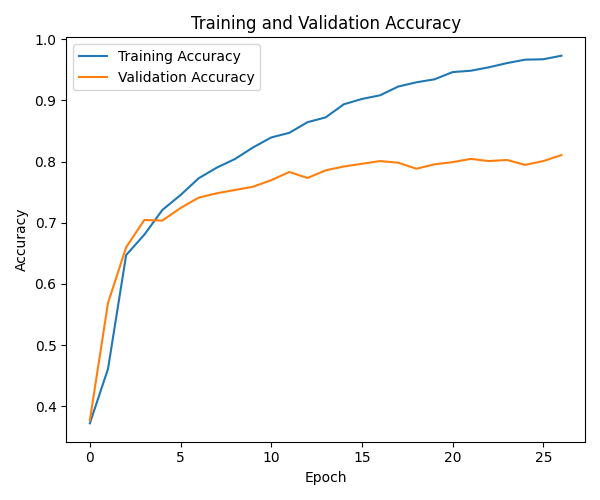 Training and Validation Accuracy
1.0
Training Accuracy
Validation Accuracy
0.9
0.8
0.7
0.6
0.5
0.4
Accuracy
0 5 10 15 20 25
Epoch